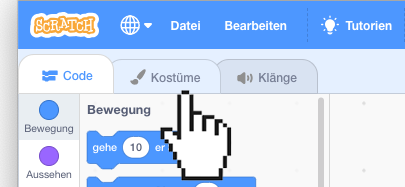 SCRATCH Datei Bearbeiten Tutorien
Code Kostüme Klänge
Bewegung
Bewegung
gehe 10 er
Aussehen